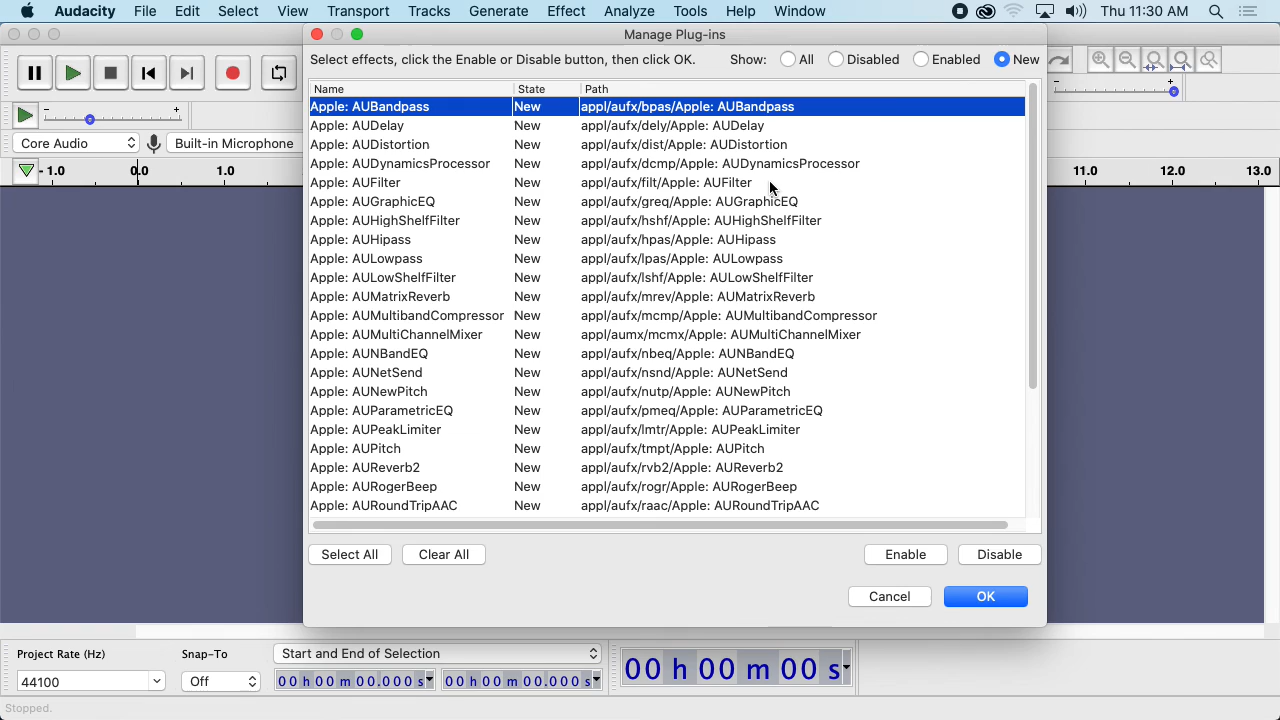 Audacity File Edit Select View Transport Tracks Generate Effect Analyze Tools Help Window Thu 11:30 AM
Manage Plug-ins
Select effects, click the Enable or Disable button, then click OK. Show: All Disabled Enabled New
Name State Path
Apple: AUBandpass New appl/aufx/bpas/Apple: AUBandpass
Apple: AUDelay New appl/aufx/dely/Apple: AUDelay
Apple: AUDistortion New appl/aufx/dist/Apple: AUDistortion
Apple: AUDynamicsProcessor New appl/aufx/dcmp/Apple: AUDynamicsProcessor
Apple: AUFilter New appl/aufx/filt/Apple: AUFilter
Apple: AUGraphicEQ New appl/aufx/greq/Apple: AUGraphicEQ
Apple: AUHighShelfFilter New appl/aufx/hshf/Apple: AUHighShelfFilter
Apple: AUHipass New appl/aufx/hpas/Apple: AUHipass
Apple: AULowpass New appl/aufx/lpas/Apple: AULowpass
Apple: AULowShelfFilter New appl/aufx/lshf/Apple: AULowShelfFilter
Apple: AUMatrixReverb New appl/aufx/mrev/Apple: AUMatrixReverb
Apple: AUMultibandCompressor New appl/aufx/mcmp/Apple: AUMultibandCompressor
Apple: AUMultiChannelMixer New appl/aumx/mcmx/Apple: AUMultiChannelMixer
Apple: AUNBandEQ New appl/aufx/nbeq/Apple: AUNBandEQ
Apple: AUNetSend New appl/aufx/nsnd/Apple: AUNetSend
Apple: AUNewPitch New appl/aufx/nutp/Apple: AUNewPitch
Apple: AUParametricEQ New appl/aufx/pmeq/Apple: AUParametricEQ
Apple: AUPeakLimiter New appl/aufx/lmtr/Apple: AUPeakLimiter
Apple: AUPitch New appl/aufx/tmpt/Apple: AUPitch
Apple: AUReverb2 New appl/aufx/rvb2/Apple: AUReverb2
Apple: AURogerBeep New appl/aufx/rogr/Apple: AURogerBeep
Apple: AURoundTripAAC New appl/aufx/raac/Apple: AURoundTripAAC
Select All Clear All Enable Disable
Cancel OK
Core Audio Built-in Microphone
- 1.0 0.0 1.0 11.0 12.0 13.0
Project Rate (Hz) Snap-To Start and End of Selection
44100 Off 00 h 00 m 00.000 s 00 h 00 m 00.000 s 00 h 00 m 00 s
Stopped.